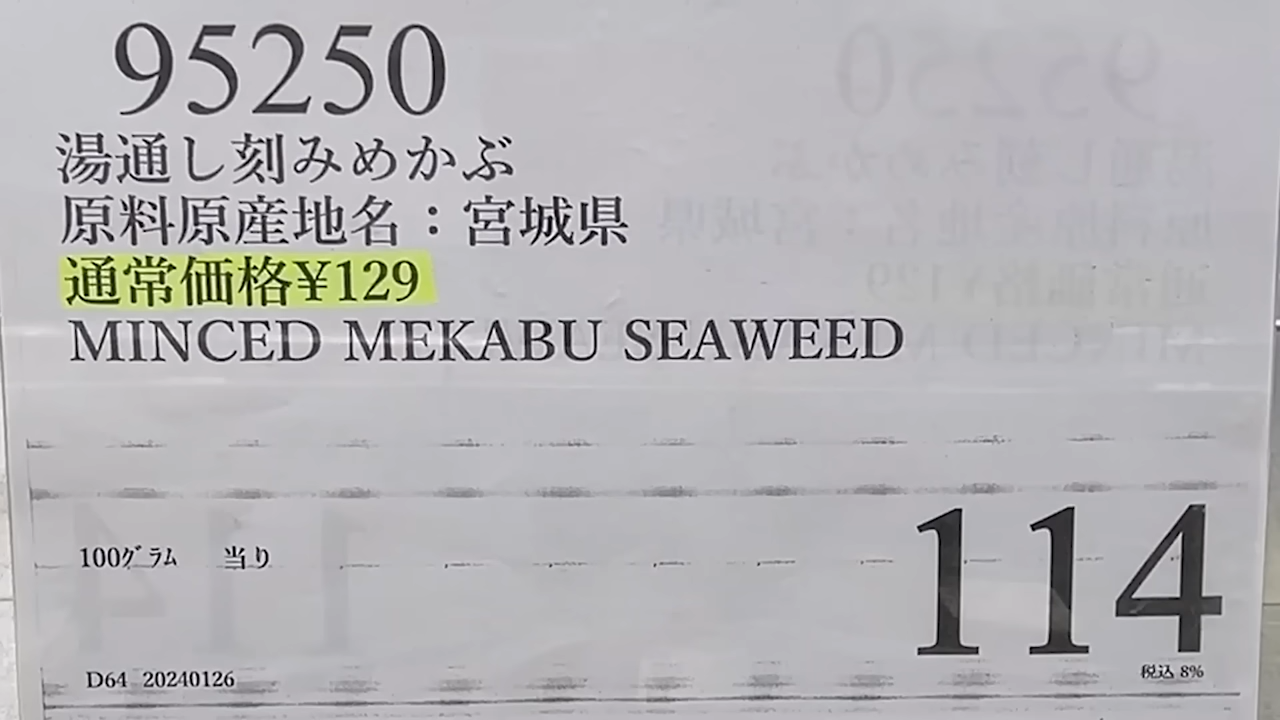 95250
湯通し刻みめかぶ
原料原産地名：宮城県
通常価格¥129
MINCED MEKABU SEAWEED
100ｸﾞﾗﾑ 当り
114
税込 8%
D64 20240126